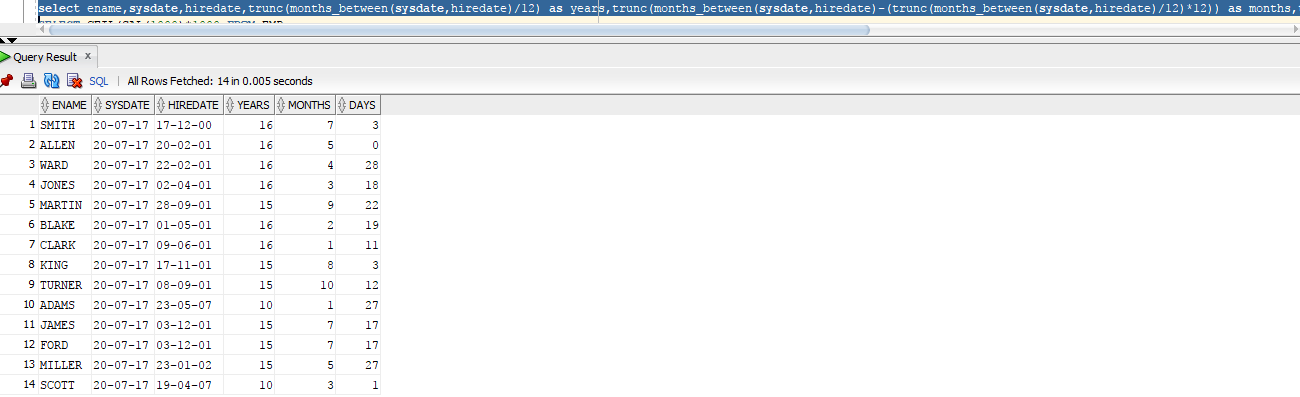 select ename,sysdate,hiredate,trunc(months_between(sysdate,hiredate)/12) as years,trunc(months_between(sysdate,hiredate)-(trunc(months_between(sysdate,hiredate)/12)*12)) as months,
Query Result x
SQL | All Rows Fetched: 14 in 0.005 seconds
ENAME SYSDATE HIREDATE YEARS MONTHS DAYS
1 SMITH 20-07-17 17-12-00 16 7 3
2 ALLEN 20-07-17 20-02-01 16 5 0
3 WARD 20-07-17 22-02-01 16 4 28
4 JONES 20-07-17 02-04-01 16 3 18
5 MARTIN 20-07-17 28-09-01 15 9 22
6 BLAKE 20-07-17 01-05-01 16 2 19
7 CLARK 20-07-17 09-06-01 16 1 11
8 KING 20-07-17 17-11-01 15 8 3
9 TURNER 20-07-17 08-09-01 15 10 12
10 ADAMS 20-07-17 23-05-07 10 1 27
11 JAMES 20-07-17 03-12-01 15 7 17
12 FORD 20-07-17 03-12-01 15 7 17
13 MILLER 20-07-17 23-01-02 15 5 27
14 SCOTT 20-07-17 19-04-07 10 3 1